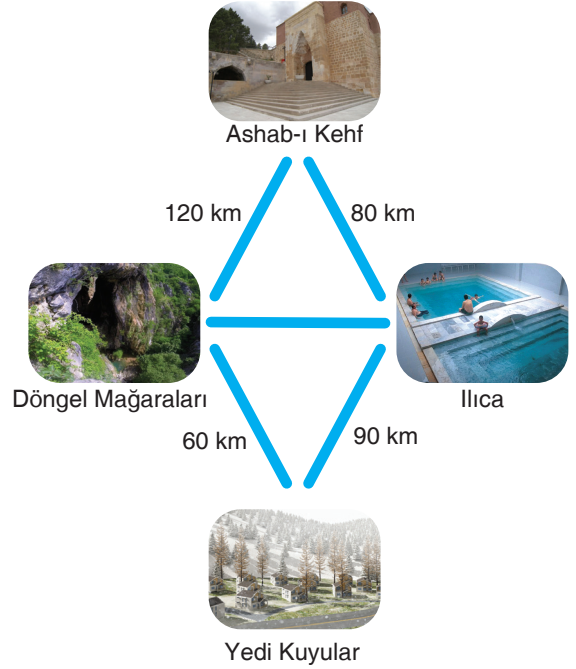 Ashab-ı Kehf
120 km
80 km
Döngel Mağaraları
Ilıca
60 km
90 km
Yedi Kuyular